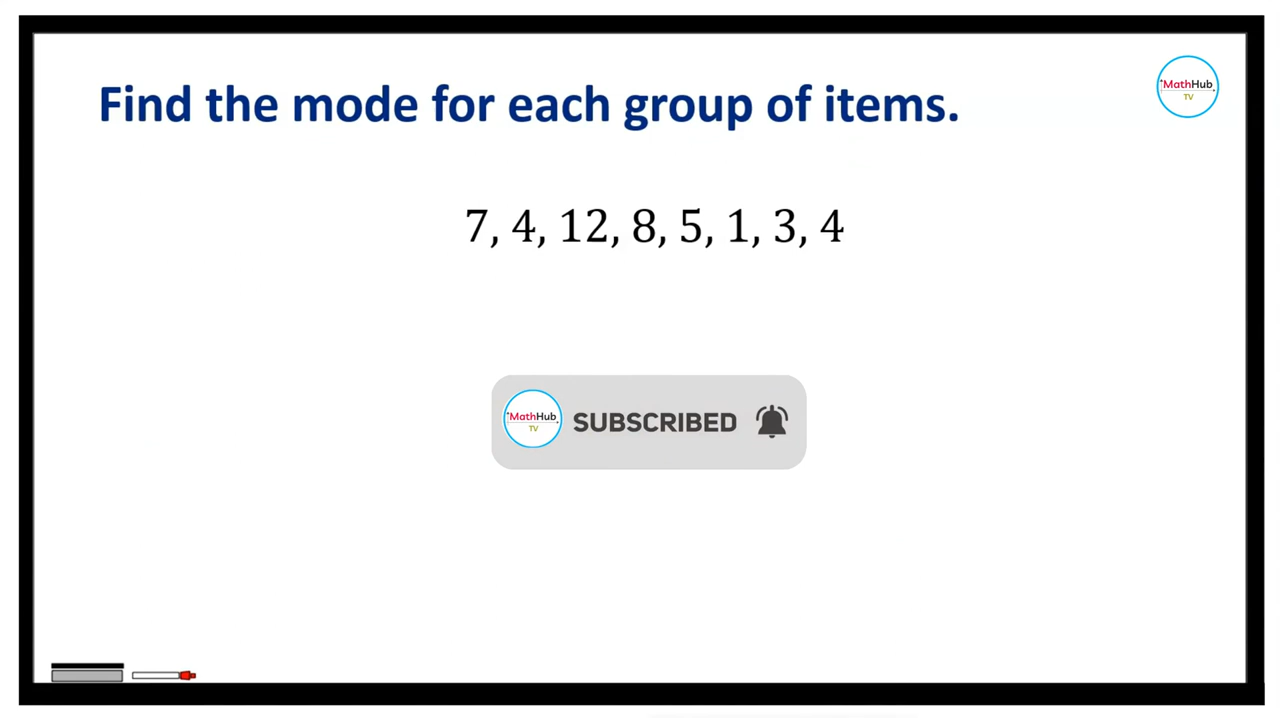 Find the mode for each group of items.
MathHub
TV
7, 4, 12, 8, 5, 1, 3, 4
MathHub
TV
SUBSCRIBED